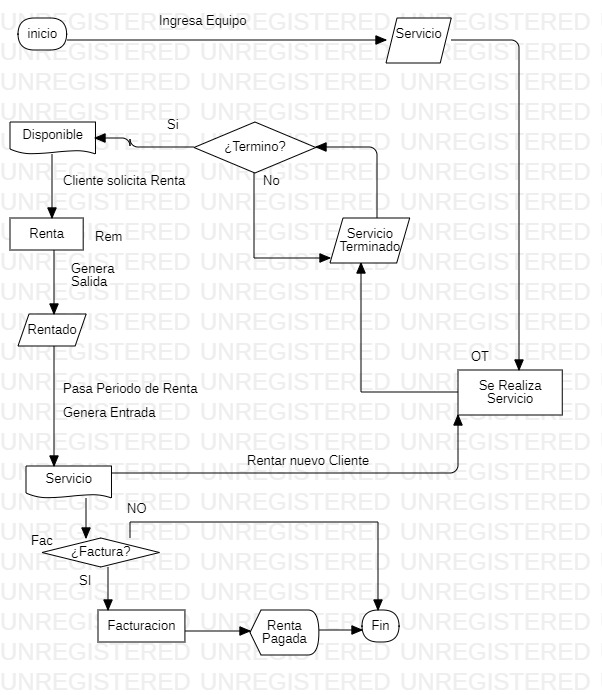 Ingresa Equipo
inicio
Servicio
Si
Disponible
¿Termino?
Cliente solicita Renta
No
Renta
Rem
Servicio
Terminado
Genera
Salida
Rentado
OT
Se Realiza
Servicio
Pasa Periodo de Renta
Genera Entrada
Rentar nuevo Cliente
Servicio
NO
Fac
¿Factura?
SI
Facturacion
Renta
Pagada
Fin
UNREGISTERED